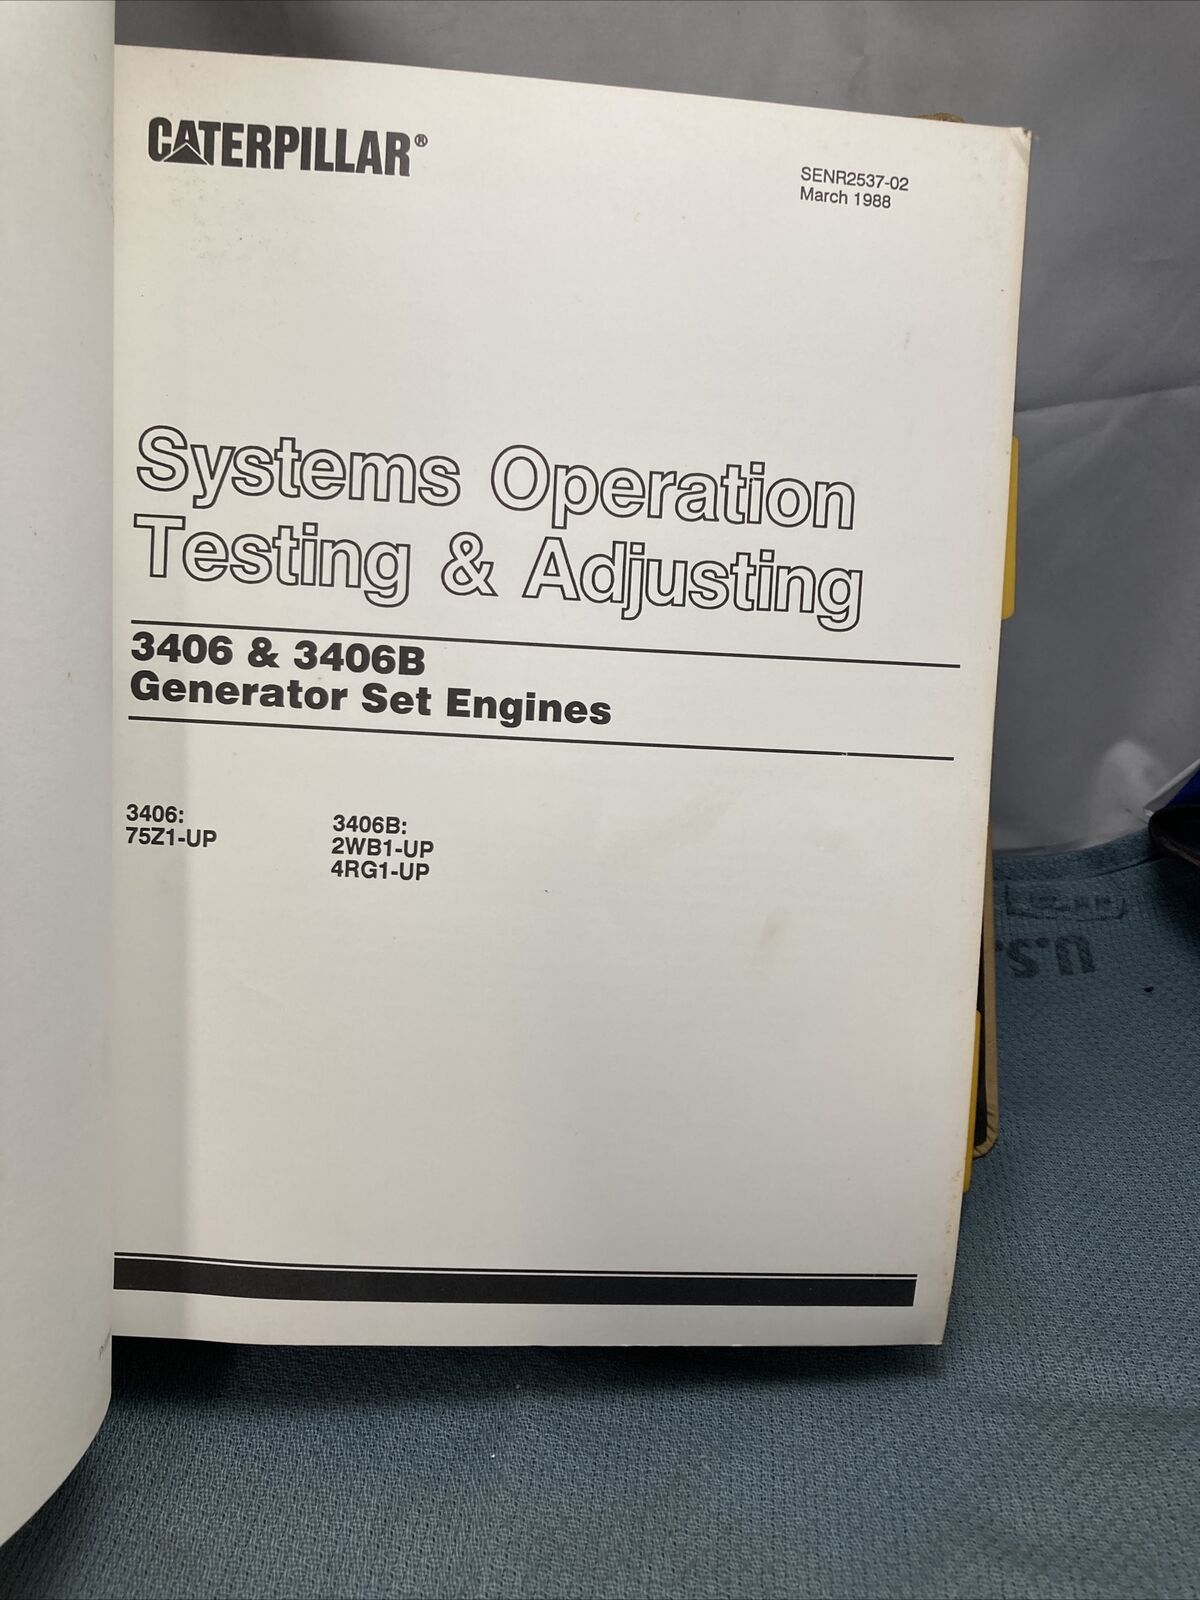 CATERPILLAR®
SENR2537-02
March 1988
Systems Operation
Testing & Adjusting
3406 & 3406B
Generator Set Engines
3406:
75Z1-UP
3406B:
2WB1-UP
4RG1-UP
U.S.